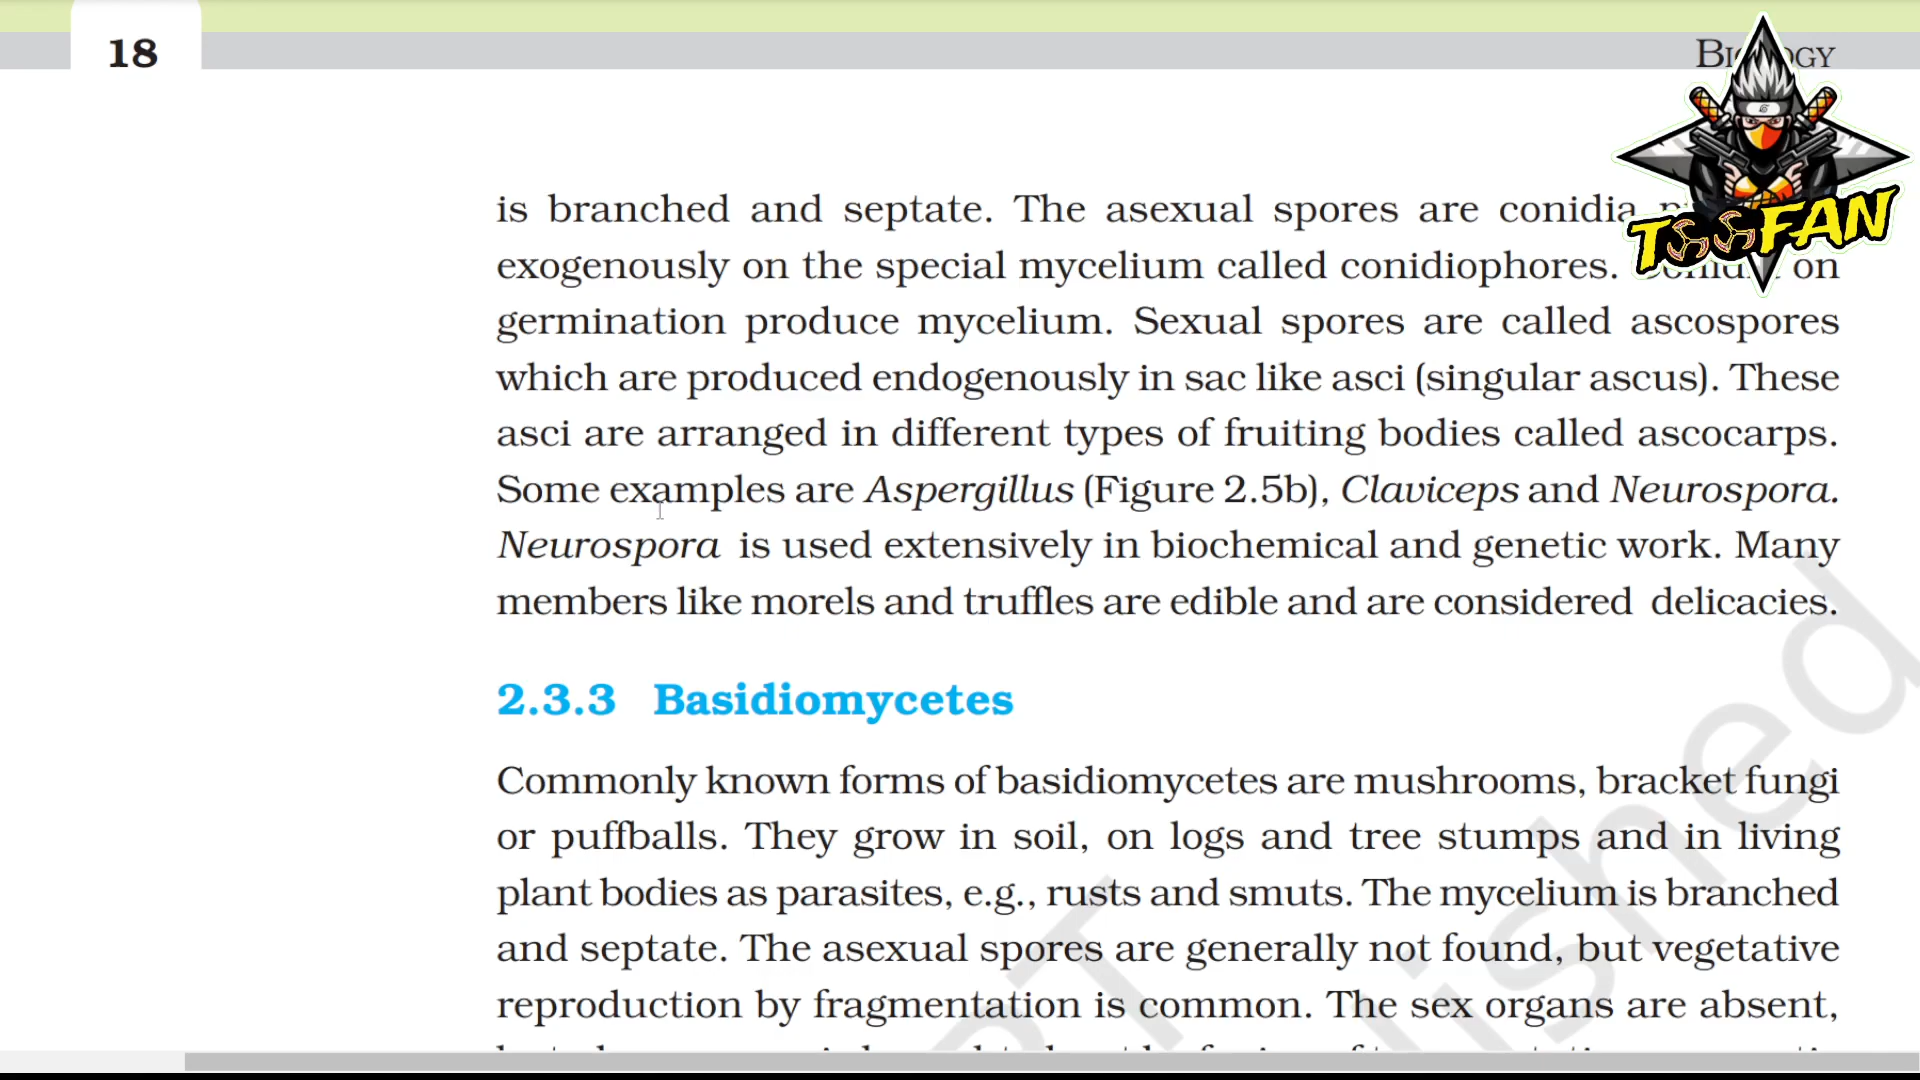 18
is branched and septate. The asexual spores are conidia
exogenously on the special mycelium called conidiophores. on
germination produce mycelium. Sexual spores are called ascospores
which are produced endogenously in sac like asci (singular ascus). These
asci are arranged in different types of fruiting bodies called ascocarps.
Some examples are Aspergillus (Figure 2.5b), Claviceps and Neurospora.
Neurospora is used extensively in biochemical and genetic work. Many
members like morels and truffles are edible and are considered delicacies.
2.3.3 Basidiomycetes
Commonly known forms of basidiomycetes are mushrooms, bracket fungi
or puffballs. They grow in soil, on logs and tree stumps and in living
plant bodies as parasites, e.g., rusts and smuts. The mycelium is branched
and septate. The asexual spores are generally not found, but vegetative
reproduction by fragmentation is common. The sex organs are absent,
TOOFAN